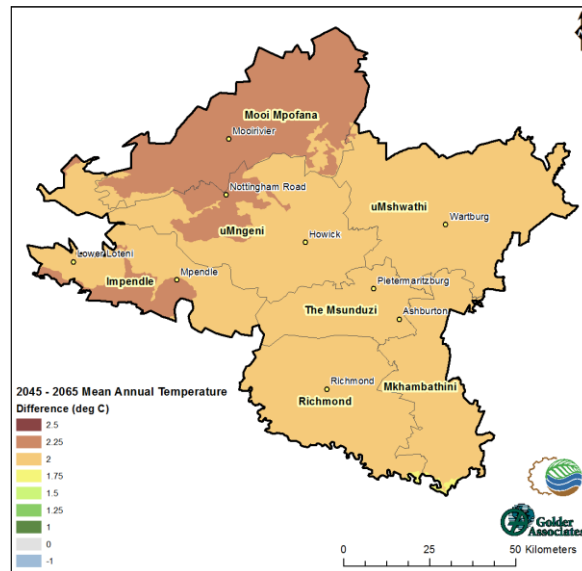 Mooi Mpofana
Mooirivier
Nottingham Road
uMshwathi
Wartburg
uMngeni
Howick
Lower Loteni
Mpendle
Impendle
Pietermaritzburg
The Msunduzi
Ashburton
Richmond
Mkhambathini
Richmond
2045 - 2065 Mean Annual Temperature
Difference (deg C)
2.5
2.25
2
1.75
1.5
1.25
1
0
-1
Golder
Associates
0 25 50 Kilometers